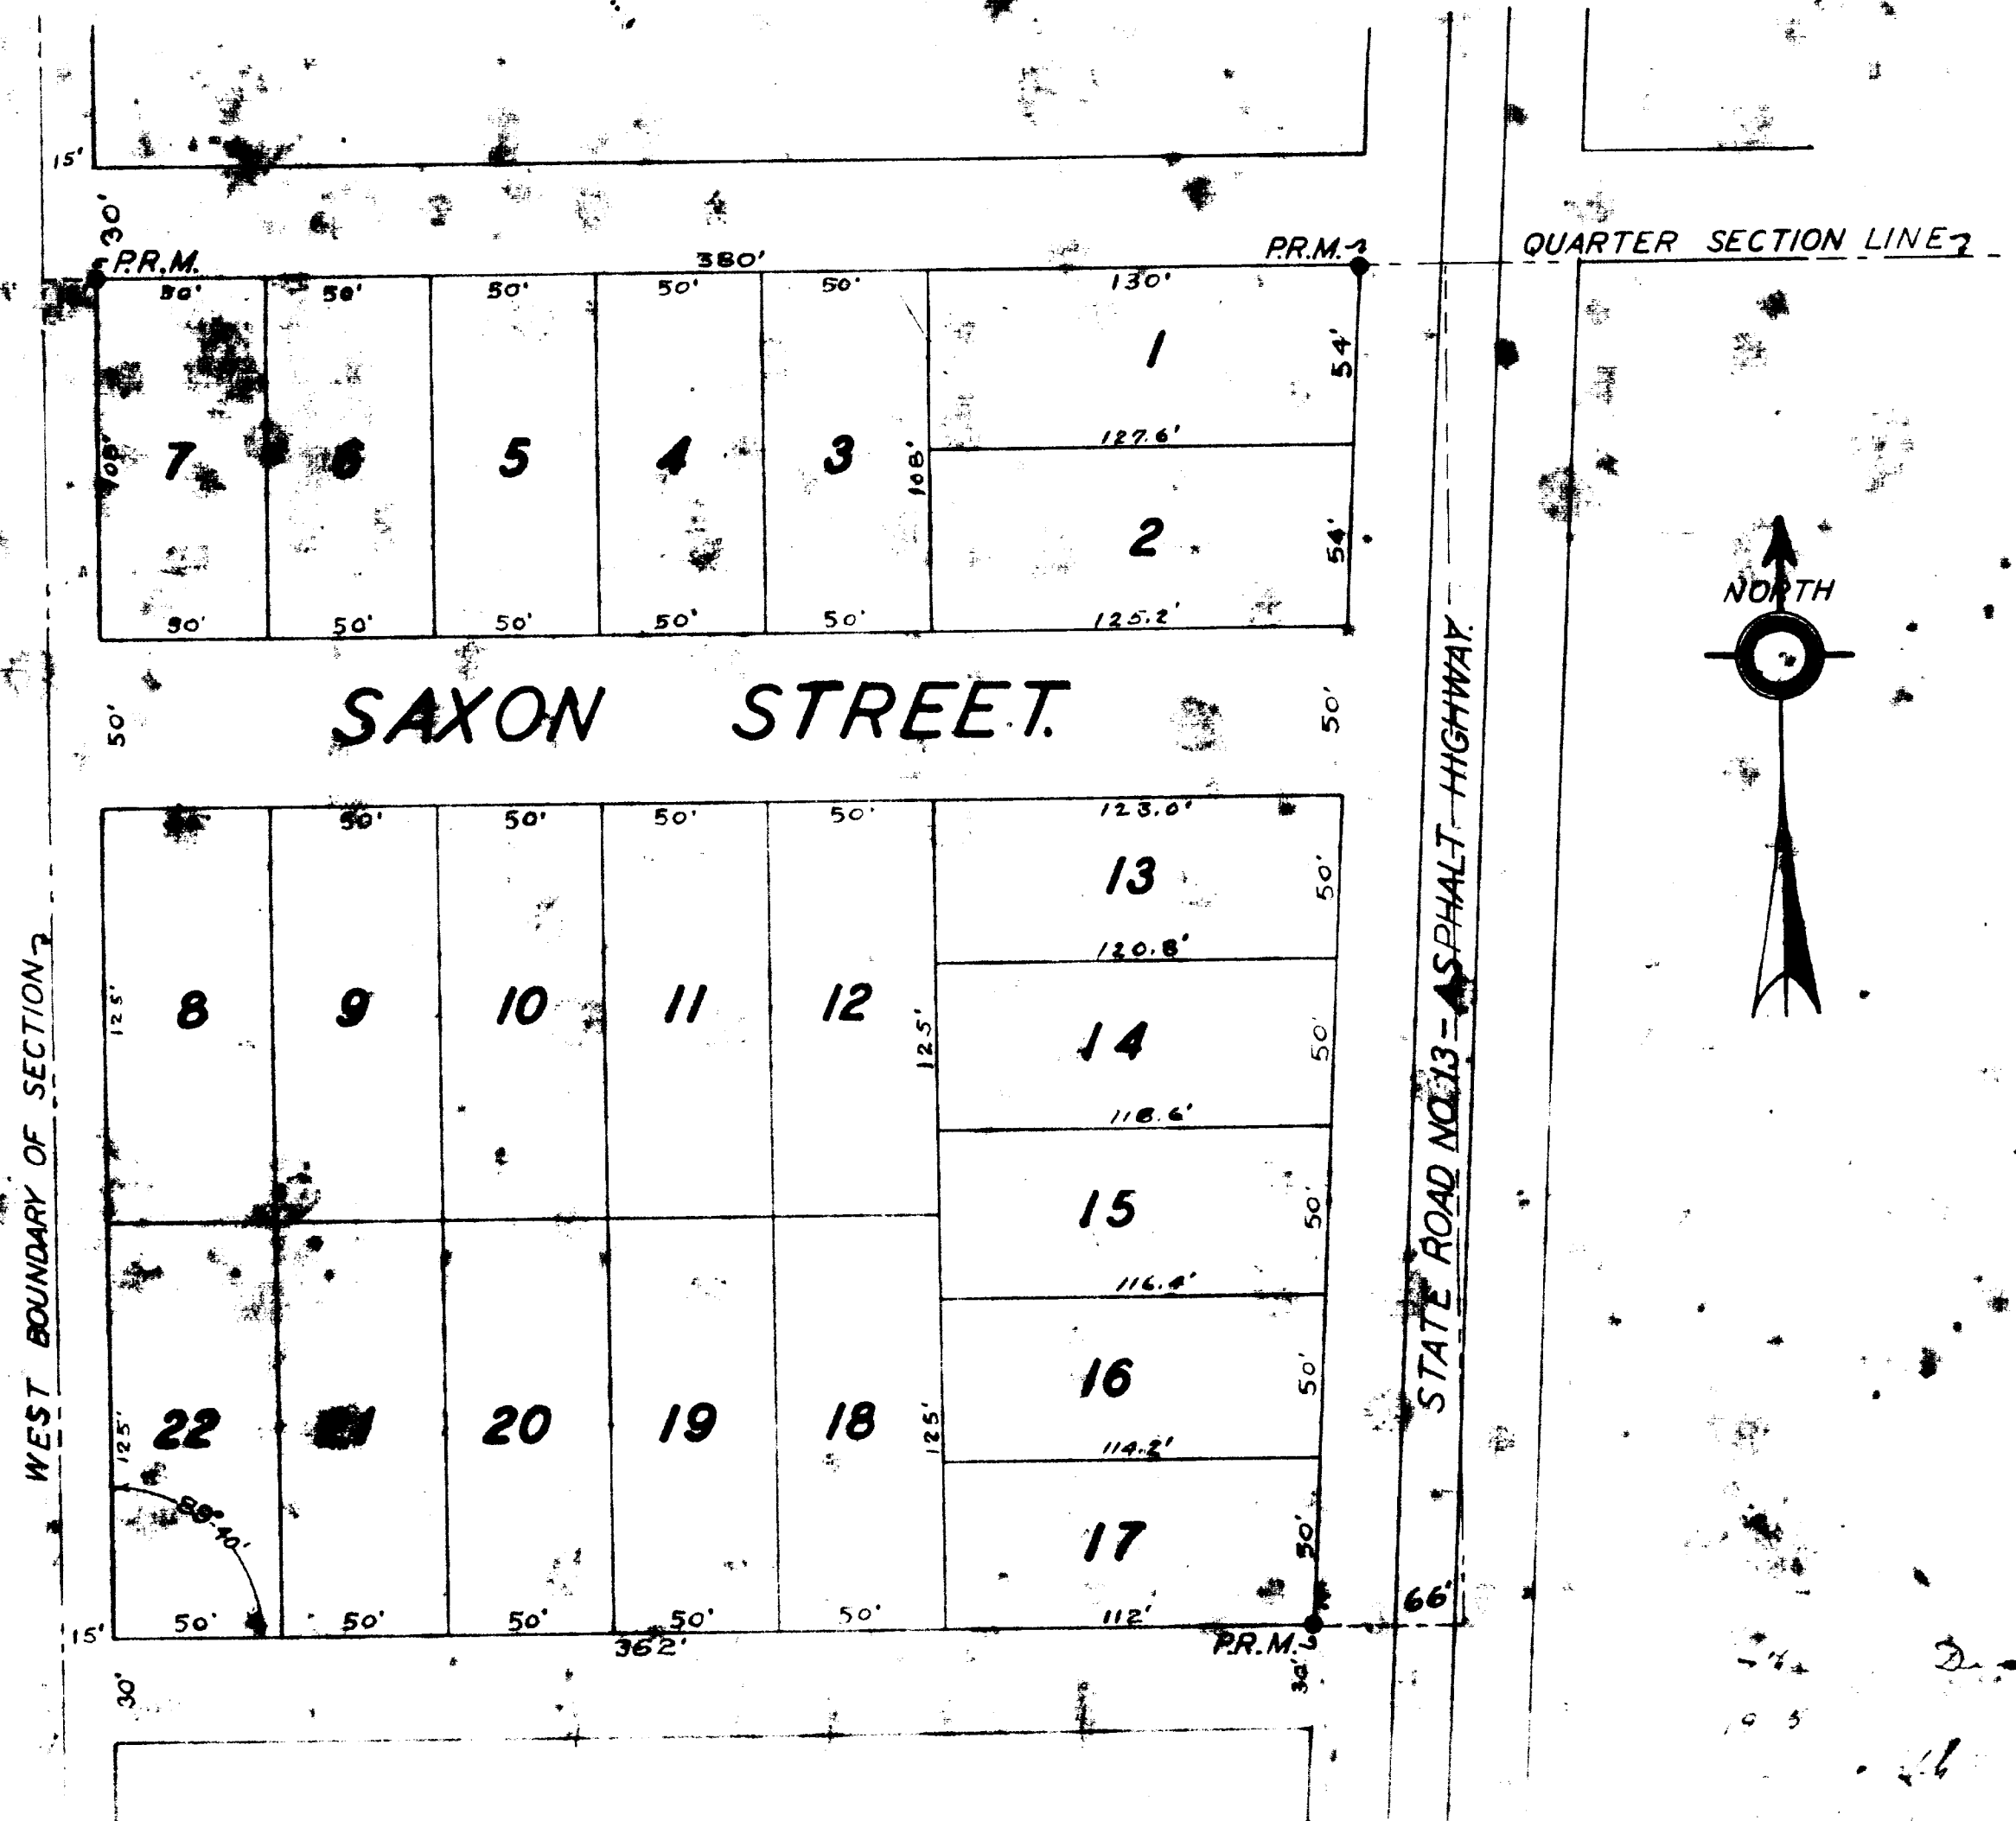 15'
30'
P.R.M.
380'
P.R.M.
QUARTER SECTION LINE
50' 50' 50' 50' 50' 130'
1
54'
127.6'
108' 7 6 5 4 3 108'
2
54'
NORTH
50' 50' 50' 50' 50' 125.2'
50' SAXON STREET. 50'
50' 50' 50' 50' 123.0'
13
50'
120.8'
125' 8 9 10 11 12 125'
14
50'
118.6'
15
50'
116.4'
16
50'
125' 22 21 20 19 18 125'
114.2'
17
50'
88°-40'
15' 50' 50' 50' 50' 50' 112'
66'
362'
P.R.M.
30' 30'
WEST BOUNDARY OF SECTION
STATE ROAD NO. 13 - ASPHALT HIGHWAY.